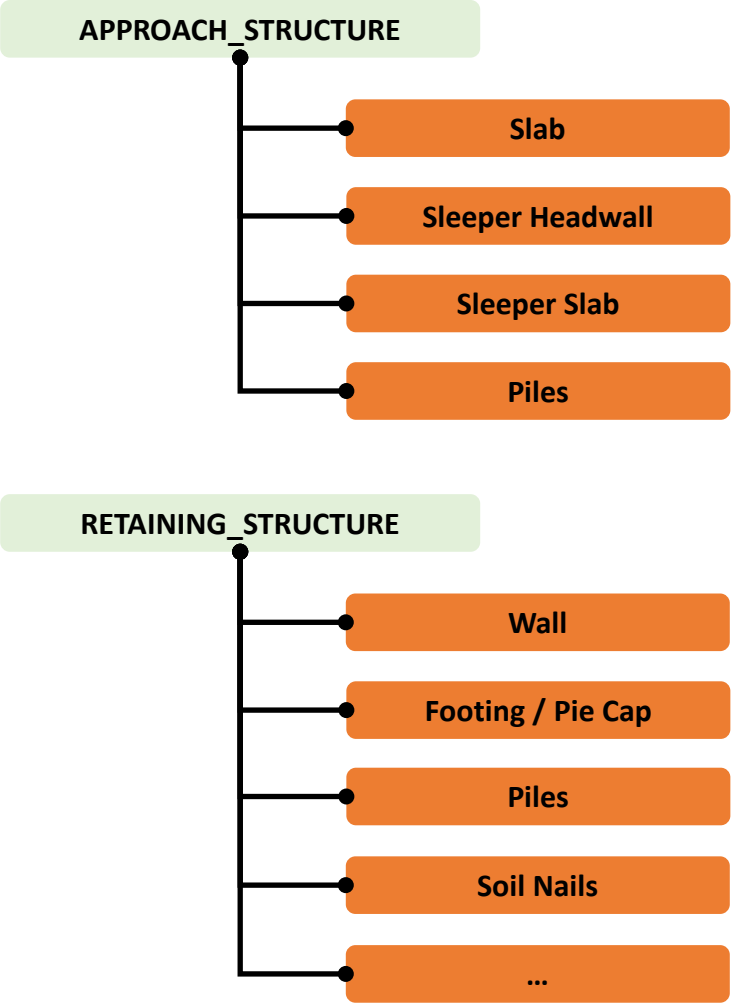 APPROACH_STRUCTURE
Slab
Sleeper Headwall
Sleeper Slab
Piles
RETAINING_STRUCTURE
Wall
Footing / Pie Cap
Piles
Soil Nails
...